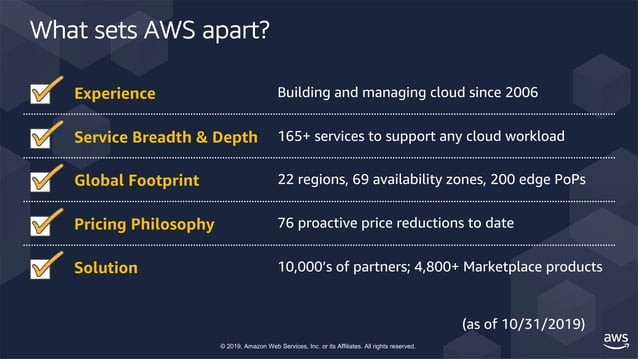 What sets AWS apart?
Experience
Building and managing cloud since 2006
Service Breadth & Depth
165+ services to support any cloud workload
Global Footprint
22 regions, 69 availability zones, 200 edge PoPs
Pricing Philosophy
76 proactive price reductions to date
Solution
10,000’s of partners; 4,800+ Marketplace products
(as of 10/31/2019)
© 2019, Amazon Web Services, Inc. or its Affiliates. All rights reserved.
aws